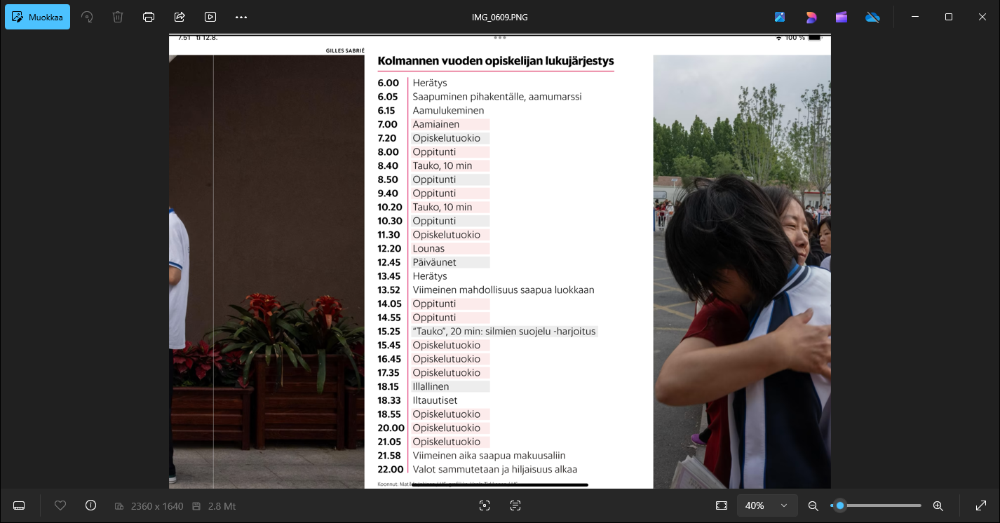 Muokkaa
IMG_0609.PNG
7.51 ti 12.8.
100 %
GILLES SABRIÉ
Kolmannen vuoden opiskelijan lukujärjestys
6.00 Herätys
6.05 Saapuminen pihakentälle, aamumarssi
6.15 Aamulukeminen
7.00 Aamiainen
7.20 Opiskelutuokio
8.00 Oppitunti
8.40 Tauko, 10 min
8.50 Oppitunti
9.40 Oppitunti
10.20 Tauko, 10 min
10.30 Oppitunti
11.30 Opiskelutuokio
12.20 Lounas
12.45 Päiväunet
13.45 Herätys
13.52 Viimeinen mahdollisuus saapua luokkaan
14.05 Oppitunti
14.55 Oppitunti
15.25 ”Tauko”, 20 min: silmien suojelu -harjoitus
15.45 Opiskelutuokio
16.45 Opiskelutuokio
17.35 Opiskelutuokio
18.15 Illallinen
18.33 Iltauutiset
18.55 Opiskelutuokio
20.00 Opiskelutuokio
21.05 Opiskelutuokio
21.58 Viimeinen aika saapua makuusaliin
22.00 Valot sammutetaan ja hiljaisuus alkaa
Koonnut:
2360 x 1640
2.8 Mt
40%